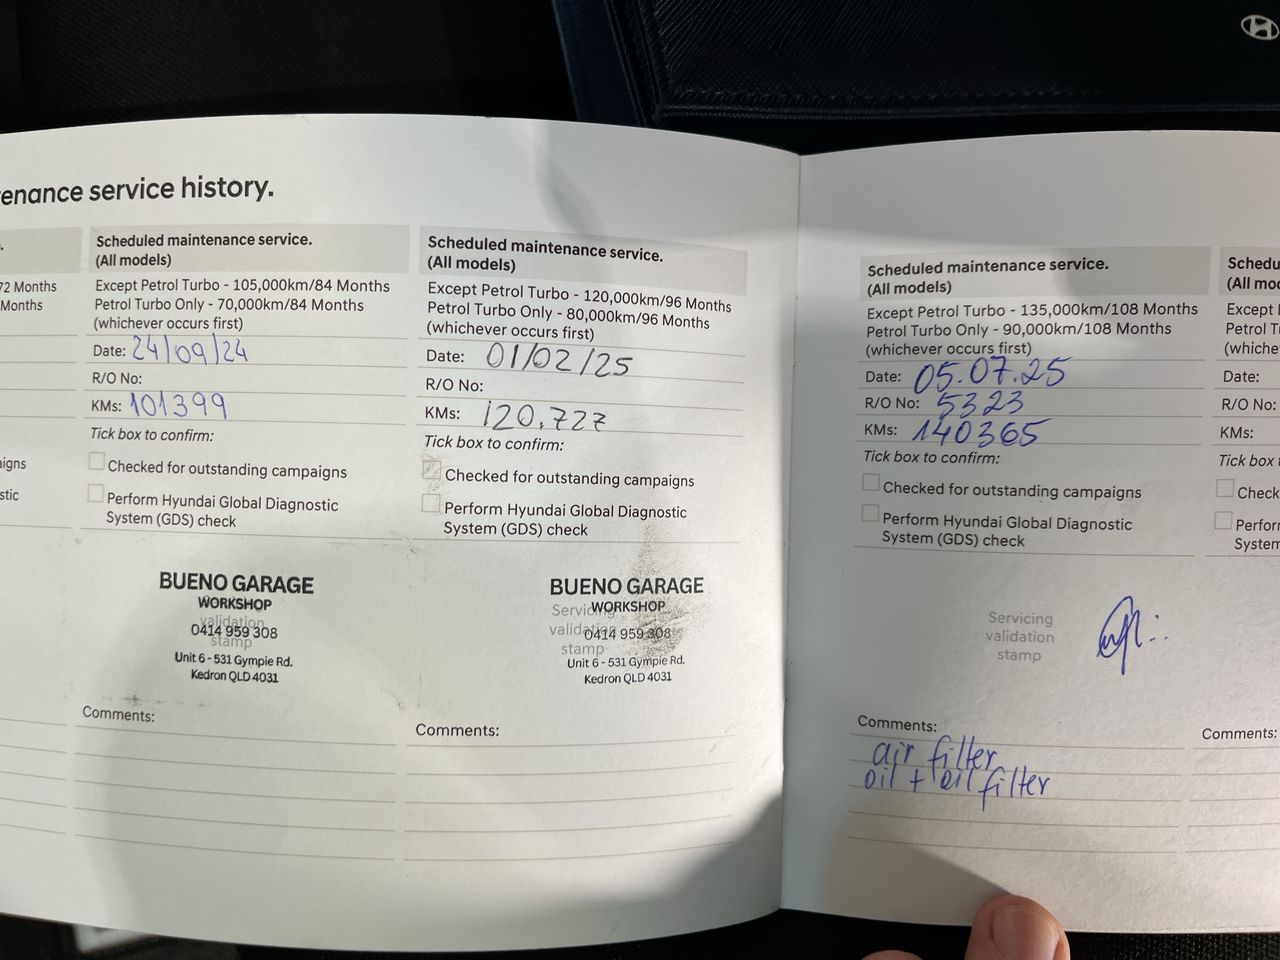 enance service history.
72 Months
Months
aigns
stic
Scheduled maintenance service.
(All models)
Except Petrol Turbo - 105,000km/84 Months
Petrol Turbo Only - 70,000km/84 Months
(whichever occurs first)
Date: 24/09/24
R/O No:
KMs: 101399
Tick box to confirm:
Checked for outstanding campaigns
Perform Hyundai Global Diagnostic
System (GDS) check
BUENO GARAGE
WORKSHOP
validation
0414 959 308
stamp
Unit 6 - 531 Gympie Rd.
Kedron QLD 4031
Comments:
Scheduled maintenance service.
(All models)
Except Petrol Turbo - 120,000km/96 Months
Petrol Turbo Only - 80,000km/96 Months
(whichever occurs first)
Date: 01/02/25
R/O No:
KMs: 120.727
Tick box to confirm:
Checked for outstanding campaigns
Perform Hyundai Global Diagnostic
System (GDS) check
BUENO GARAGE
Servicing WORKSHOP
validation 0414 959 308
stamp
Unit 6 - 531 Gympie Rd.
Kedron QLD 4031
Comments:
Scheduled maintenance service.
(All models)
Except Petrol Turbo - 135,000km/108 Months
Petrol Turbo Only - 90,000km/108 Months
(whichever occurs first)
Date: 05.07.25
R/O No: 5323
KMs: 140365
Tick box to confirm:
Checked for outstanding campaigns
Perform Hyundai Global Diagnostic
System (GDS) check
Servicing
validation
stamp
Comments:
air filter
oil + oil filter
Schedu
(All mod
Except P
Petrol T
(whiche
Date:
R/O No:
KMs:
Tick box t
Check
Perforr
System
Comments: